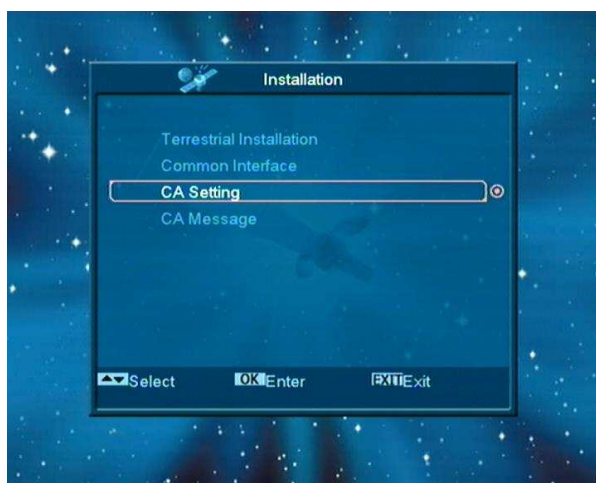 Installation
Terrestrial Installation
Common Interface
CA Setting
CA Message
Select OK Enter EXIT Exit